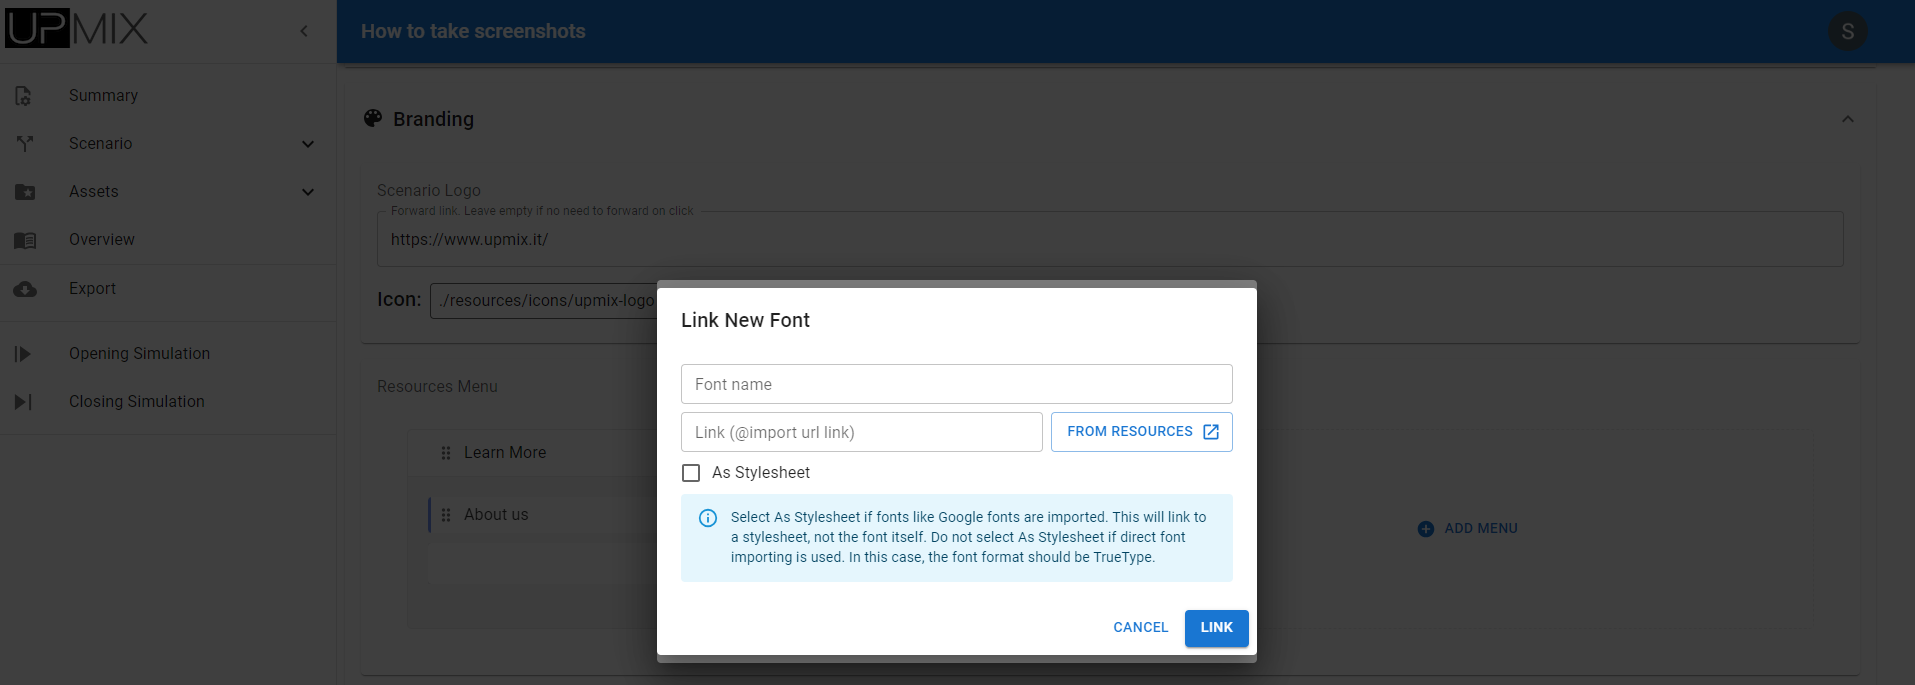 UPMIX
How to take screenshots
S
Summary
Scenario
Assets
Overview
Export
Opening Simulation
Closing Simulation
Branding
Scenario Logo
Forward link. Leave empty if no need to forward on click
https://www.upmix.it/
Icon: ./resources/icons/upmix-logo
Resources Menu
Learn More
About us
ADD MENU
Link New Font
Font name
Link (@import url link)
FROM RESOURCES
As Stylesheet
Select As Stylesheet if fonts like Google fonts are imported. This will link to
a stylesheet, not the font itself. Do not select As Stylesheet if direct font
importing is used. In this case, the font format should be TrueType.
CANCEL
LINK